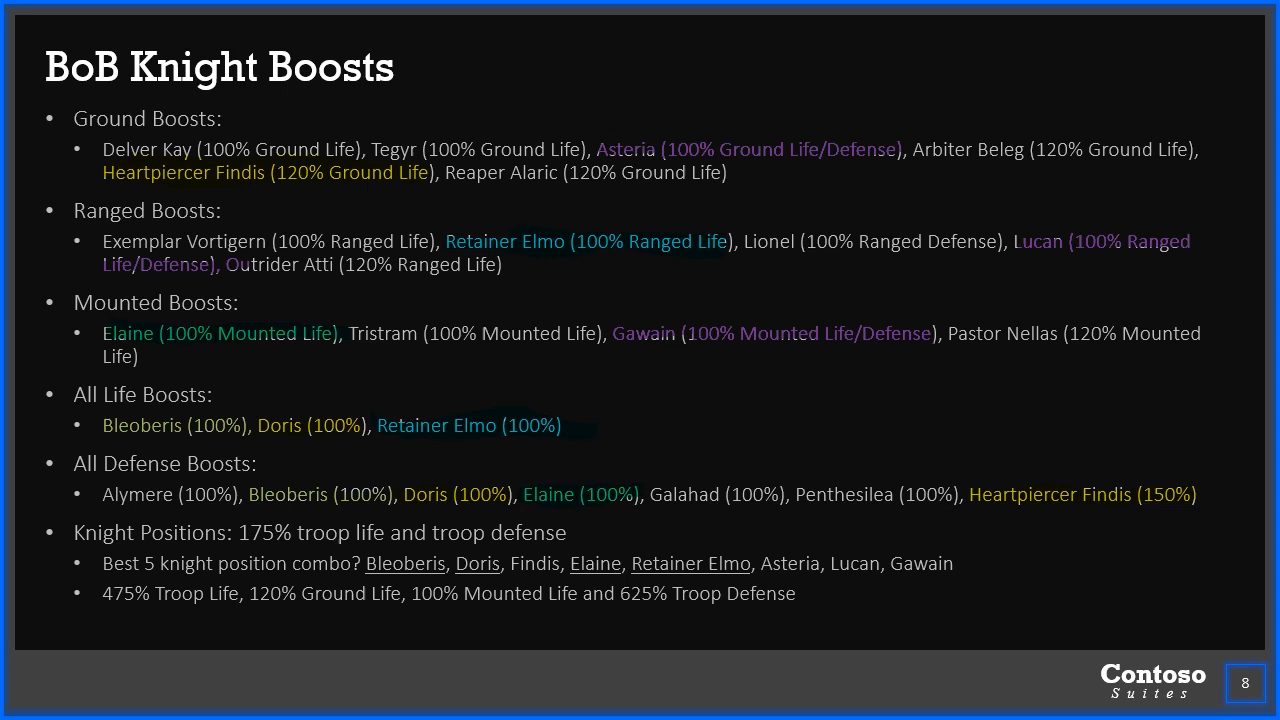 BoB Knight Boosts
• Ground Boosts:
• Delver Kay (100% Ground Life), Tegyr (100% Ground Life), Asteria (100% Ground Life/Defense), Arbiter Beleg (120% Ground Life),
Heartpiercer Findis (120% Ground Life), Reaper Alaric (120% Ground Life)
• Ranged Boosts:
• Exemplar Vortigern (100% Ranged Life), Retainer Elmo (100% Ranged Life), Lionel (100% Ranged Defense), Lucan (100% Ranged
Life/Defense), Outrider Atti (120% Ranged Life)
• Mounted Boosts:
• Elaine (100% Mounted Life), Tristram (100% Mounted Life), Gawain (100% Mounted Life/Defense), Pastor Nellas (120% Mounted
Life)
• All Life Boosts:
• Bleoberis (100%), Doris (100%), Retainer Elmo (100%)
• All Defense Boosts:
• Alymere (100%), Bleoberis (100%), Doris (100%), Elaine (100%), Galahad (100%), Penthesilea (100%), Heartpiercer Findis (150%)
• Knight Positions: 175% troop life and troop defense
• Best 5 knight position combo? Bleoberis, Doris, Findis, Elaine, Retainer Elmo, Asteria, Lucan, Gawain
• 475% Troop Life, 120% Ground Life, 100% Mounted Life and 625% Troop Defense
Contoso
Suites
8